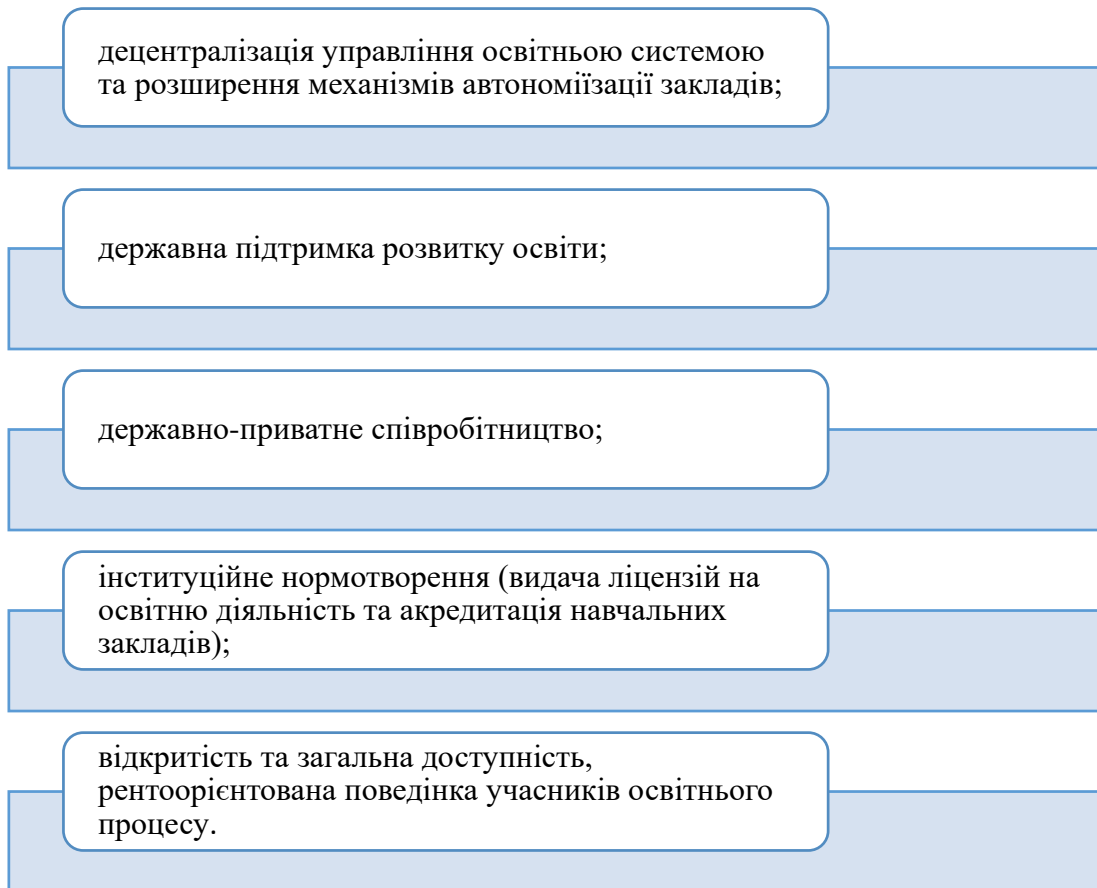 децентралізація управління освітньою системою
та розширення механізмів автономіїзації закладів;
державна підтримка розвитку освіти;
державно-приватне співробітництво;
інституційне нормотворення (видача ліцензій на
освітню діяльність та акредитація навчальних
закладів);
відкритість та загальна доступність,
рентоорієнтована поведінка учасників освітнього
процесу.